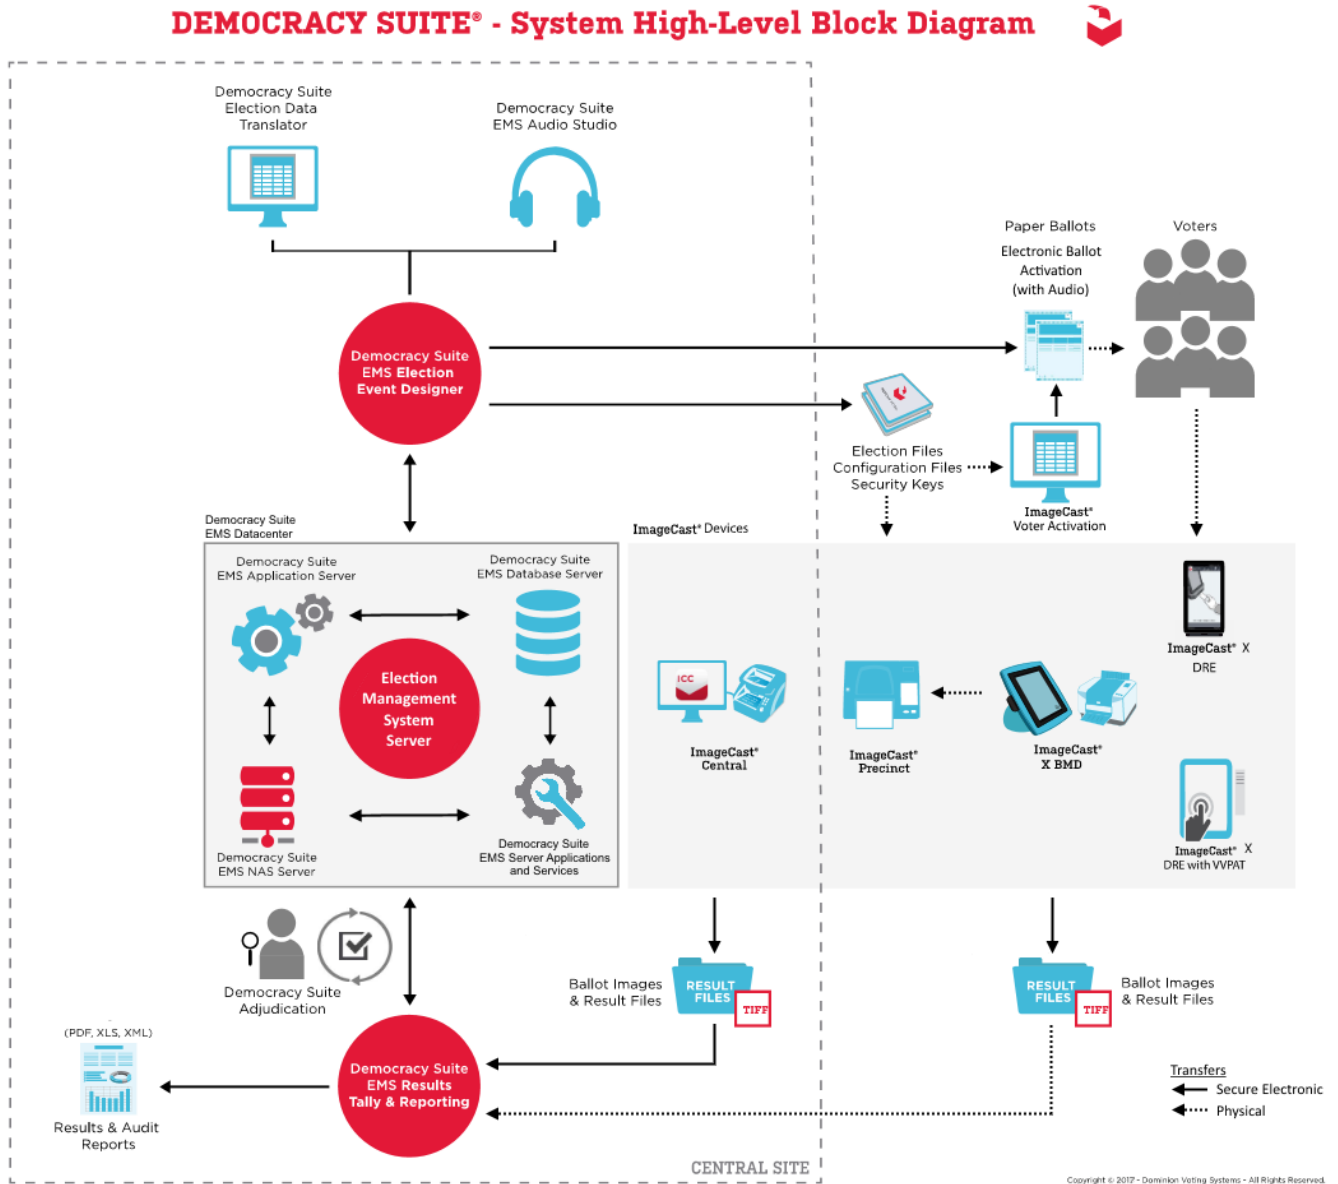 DEMOCRACY SUITE® - System High-Level Block Diagram
Democracy Suite
Election Data
Translator
Democracy Suite
EMS Audio Studio
Paper Ballots
Electronic Ballot
Activation
(with Audio)
Voters
Democracy Suite
EMS Election
Event Designer
Election Files
Configuration Files
Security Keys
ImageCast®
Voter Activation
Democracy Suite
EMS Datacenter
ImageCast® Devices
Democracy Suite
EMS Application Server
Democracy Suite
EMS Database Server
Election
Management
System
Server
ICC
ImageCast®
Central
ImageCast®
Precinct
ImageCast®
X BMD
ImageCast® X
DRE
ImageCast® X
DRE with VVPAT
Democracy Suite
EMS NAS Server
Democracy Suite
EMS Server Applications
and Services
Democracy Suite
Adjudication
Ballot Images
& Result Files
RESULT
FILES
TIFF
RESULT
FILES
TIFF
Ballot Images
& Result Files
(PDF, XLS, XML)
Results & Audit
Reports
Democracy Suite
EMS Results
Tally & Reporting
Transfers
Secure Electronic
Physical
CENTRAL SITE
Copyright © 2017 - Dominion Voting Systems - All Rights Reserved.